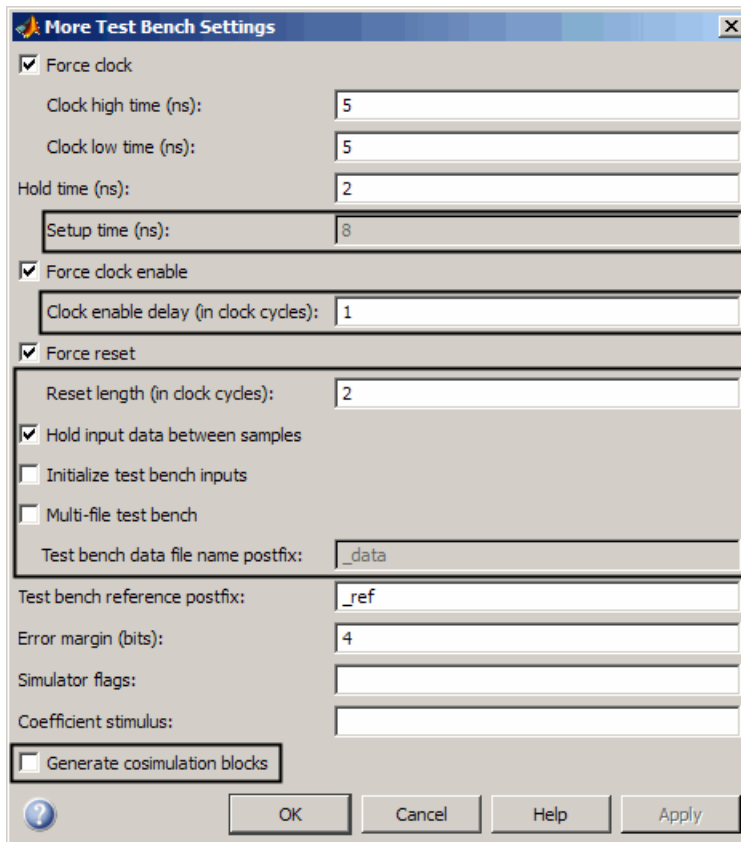 More Test Bench Settings
Force clock
Clock high time (ns): 5
Clock low time (ns): 5
Hold time (ns): 2
Setup time (ns): 8
Force clock enable
Clock enable delay (in clock cycles): 1
Force reset
Reset length (in clock cycles): 2
Hold input data between samples
Initialize test bench inputs
Multi-file test bench
Test bench data file name postfix: _data
Test bench reference postfix: _ref
Error margin (bits): 4
Simulator flags:
Coefficient stimulus:
Generate cosimulation blocks
? OK Cancel Help Apply